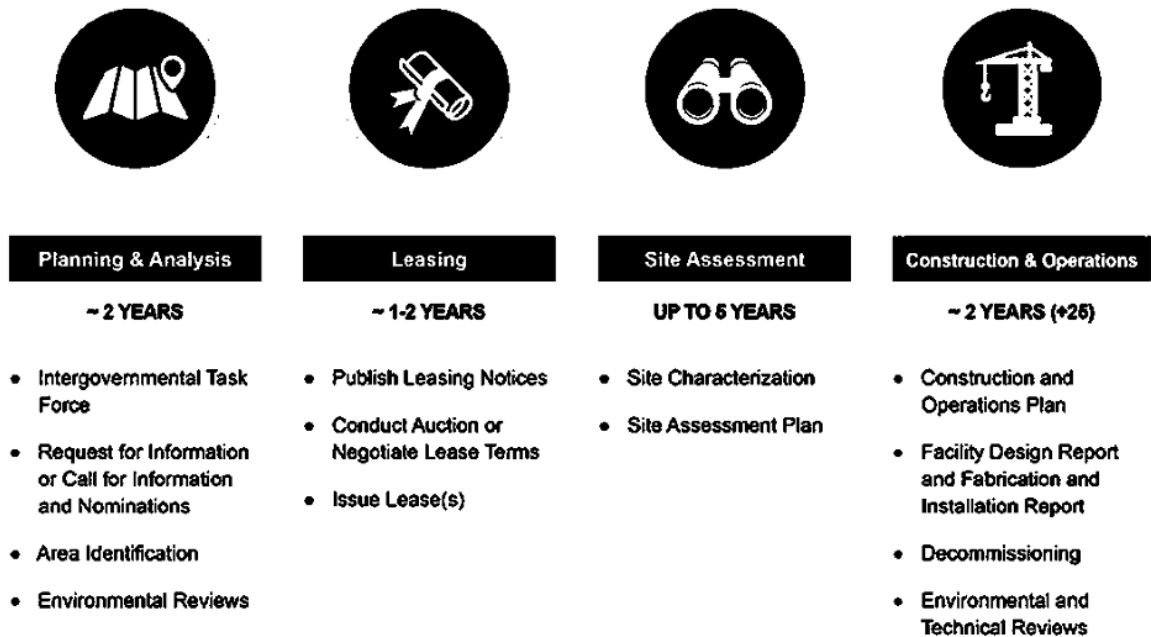 Planning & Analysis
~ 2 YEARS
• Intergovernmental Task
Force
• Request for Information
or Call for Information
and Nominations
• Area Identification
• Environmental Reviews
Leasing
~ 1-2 YEARS
• Publish Leasing Notices
• Conduct Auction or
Negotiate Lease Terms
• Issue Lease(s)
Site Assessment
UP TO 5 YEARS
• Site Characterization
• Site Assessment Plan
Construction & Operations
~ 2 YEARS (+25)
• Construction and
Operations Plan
• Facility Design Report
and Fabrication and
Installation Report
• Decommissioning
• Environmental and
Technical Reviews